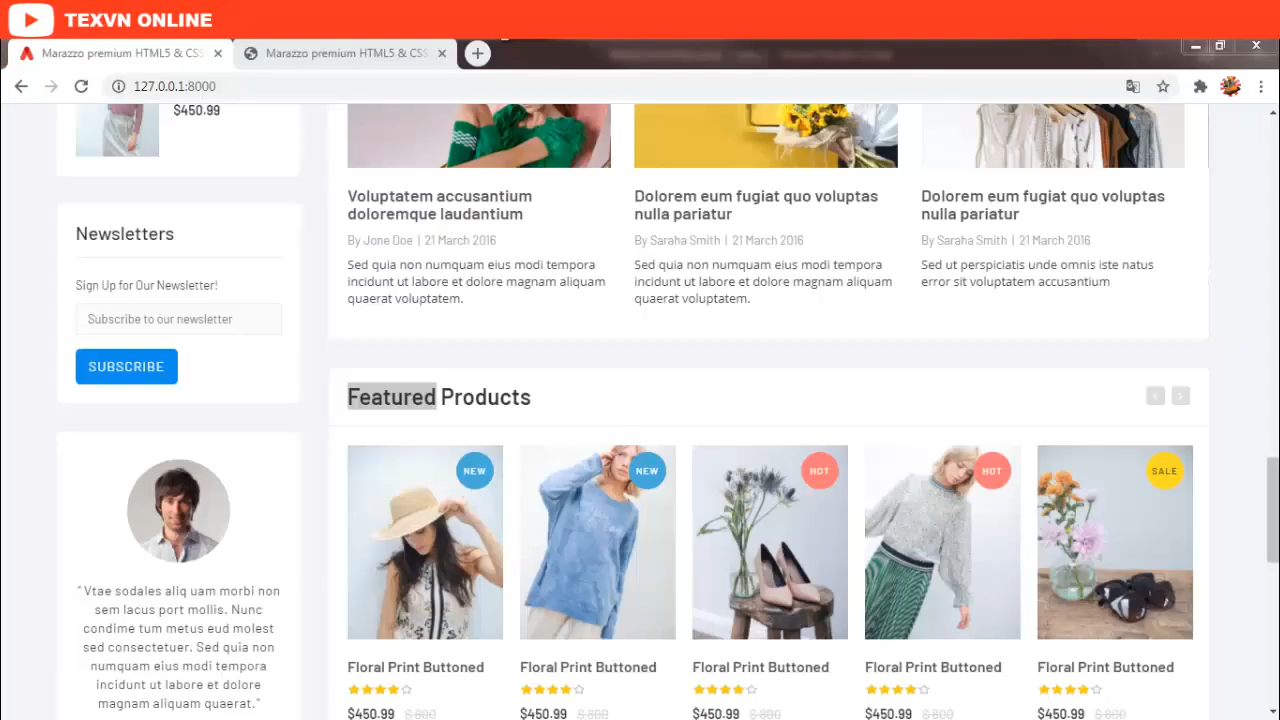 TEXVN ONLINE
Marazzo premium HTML5 & CSS
Marazzo premium HTML5 & CSS
127.0.0.1:8000
$450.99
Newsletters
Sign Up for Our Newsletter!
Subscribe to our newsletter
SUBSCRIBE
“Vtae sodales aliq uam morbi non
sem lacus port mollis. Nunc
condime tum metus eud molest
sed consectetuer. Sed quia non
numquam eius modi tempora
incidunt ut labore et dolore
magnam aliquam quaerat.”
Voluptatem accusantium
doloremque laudantium
By Jone Doe | 21 March 2016
Sed quia non numquam eius modi tempora
incidunt ut labore et dolore magnam aliquam
quaerat voluptatem.
Dolorem eum fugiat quo voluptas
nulla pariatur
By Saraha Smith | 21 March 2016
Sed quia non numquam eius modi tempora
incidunt ut labore et dolore magnam aliquam
quaerat voluptatem.
Dolorem eum fugiat quo voluptas
nulla pariatur
By Saraha Smith | 21 March 2016
Sed ut perspiciatis unde omnis iste natus
error sit voluptatem accusantium
Featured Products
NEW
Floral Print Buttoned
$450.99 $ 800
NEW
Floral Print Buttoned
$450.99 $ 800
HOT
Floral Print Buttoned
$450.99 $ 800
HOT
Floral Print Buttoned
$450.99 $ 800
SALE
Floral Print Buttoned
$450.99 $ 800